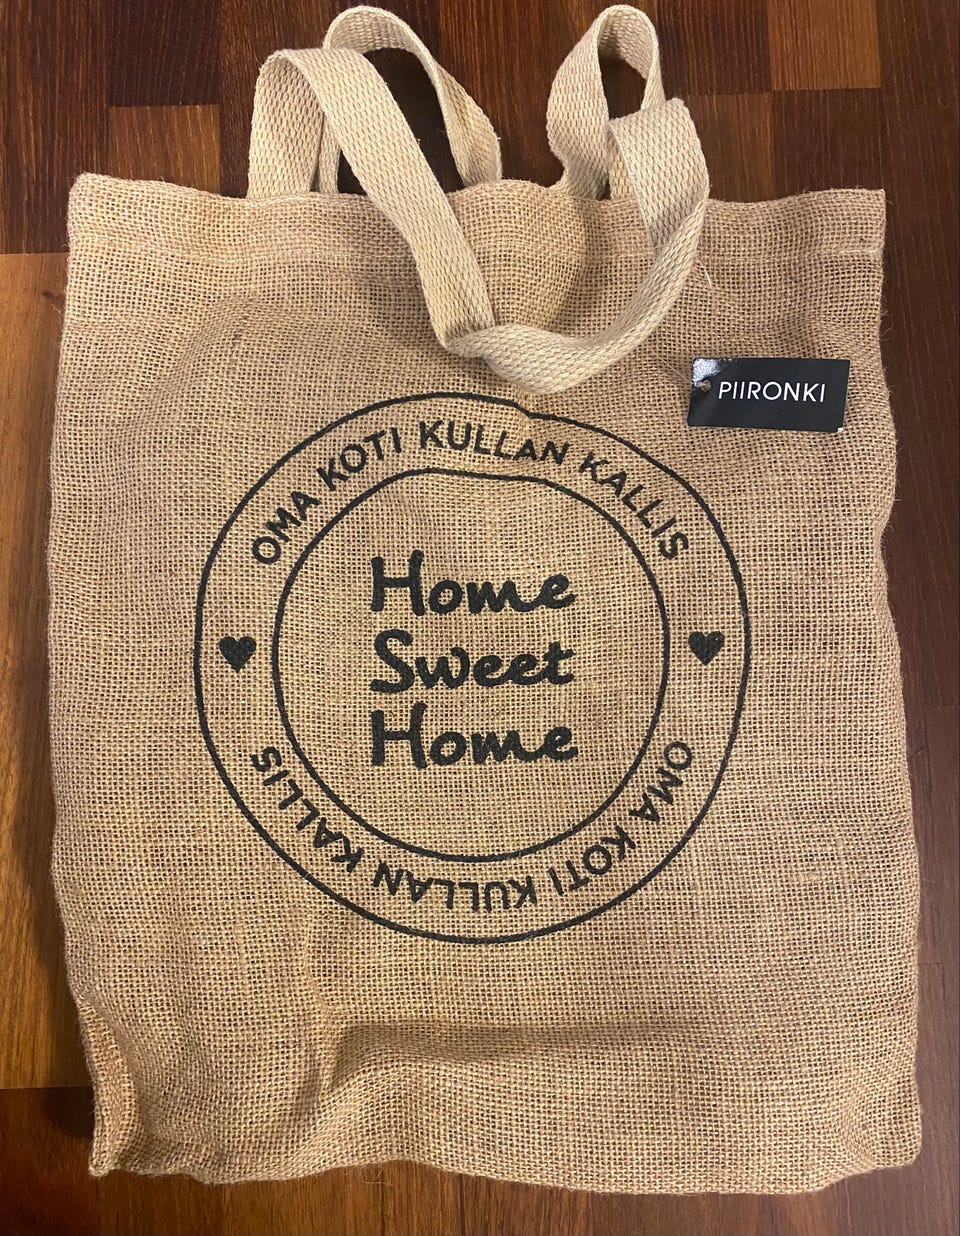 PIIRONKI
OMA KOTI KULLAN KALLIS
Home
Sweet
Home
OMA KOTI KULLAN KALLIS